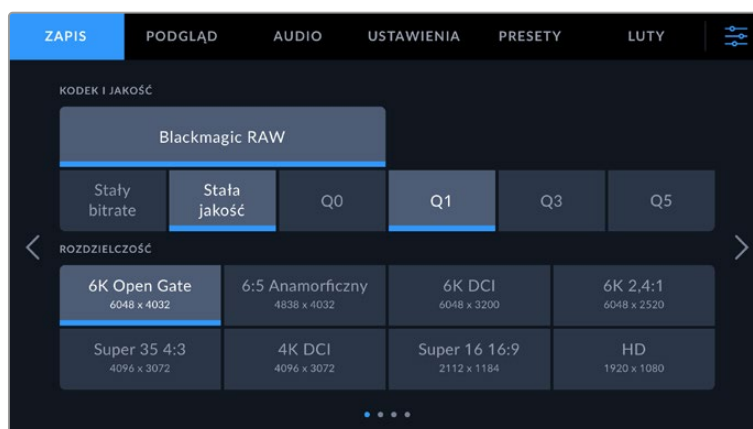 ZAPIS PODGLĄD AUDIO USTAWIENIA PRESETY LUTY
KODEK I JAKOŚĆ
Blackmagic RAW
Stały bitrate Stała jakość Q0 Q1 Q3 Q5
ROZDZIELCZOŚĆ
6K Open Gate 6:5 Anamorficzny 6K DCI 6K 2,4:1
6048 x 4032 4838 x 4032 6048 x 3200 6048 x 2520
Super 35 4:3 4K DCI Super 16 16:9 HD
4096 x 3072 4096 x 3072 2112 x 1184 1920 x 1080